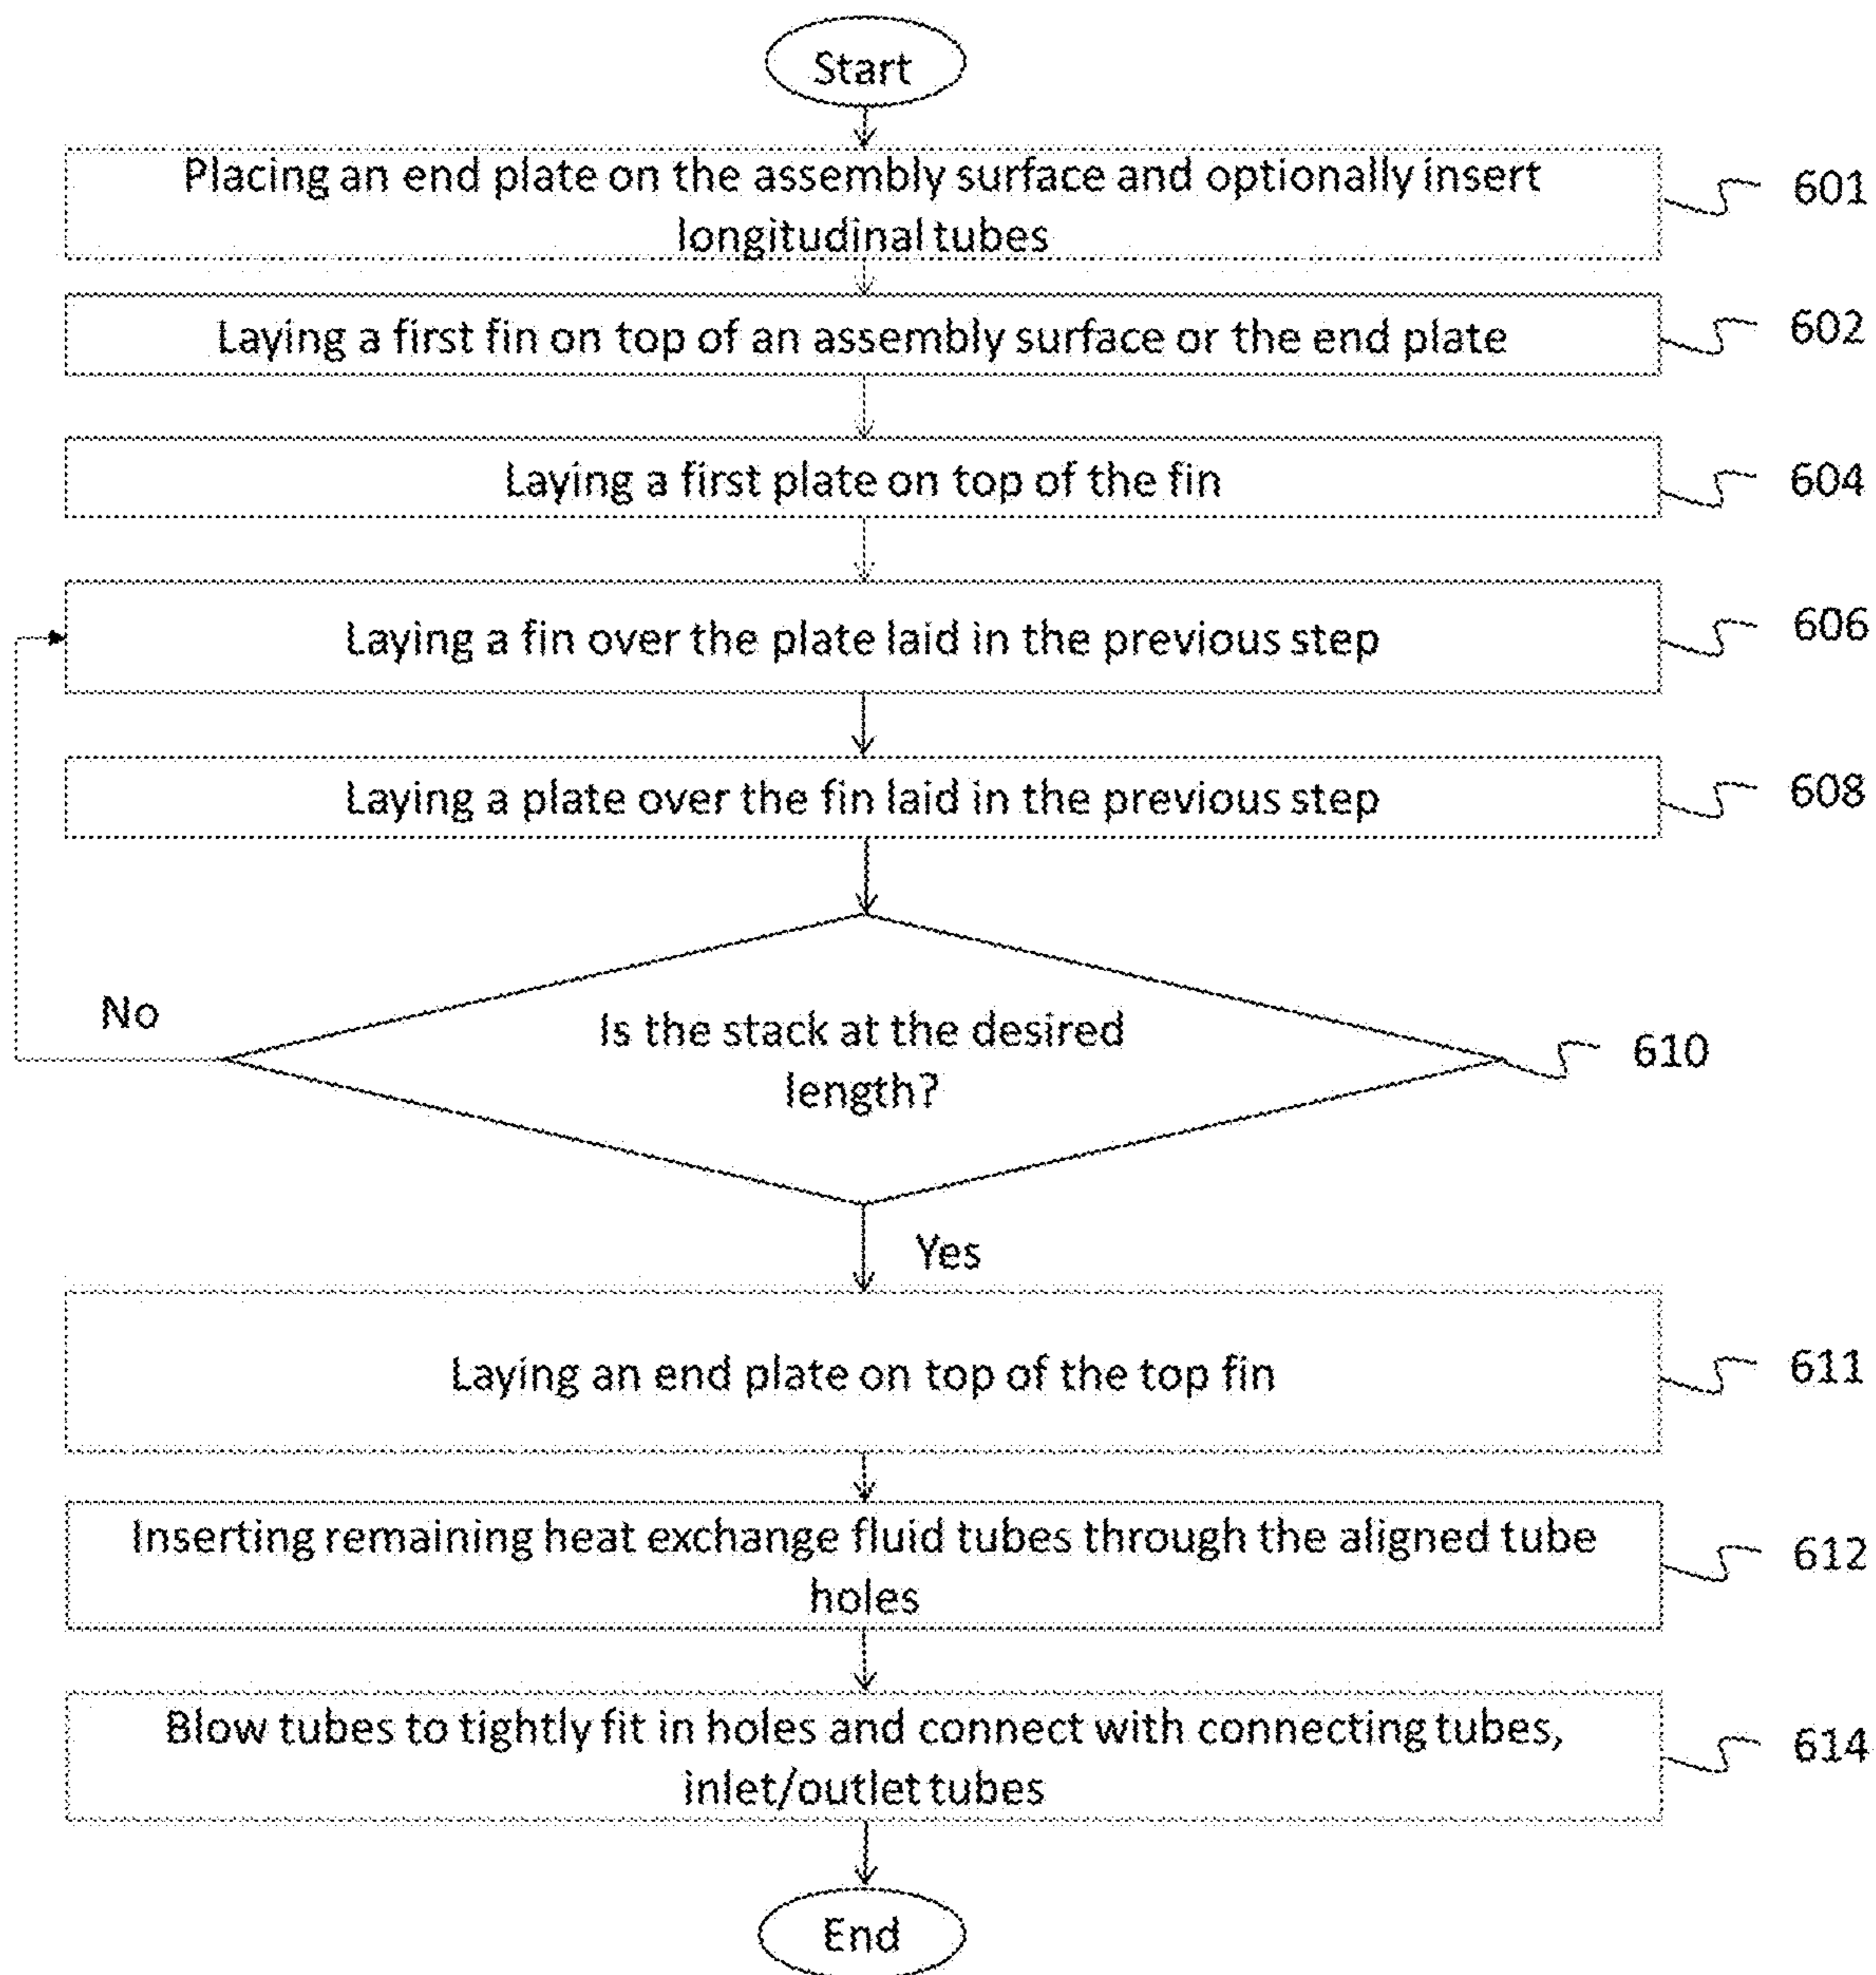 Start
Placing an end plate on the assembly surface and optionally insert
longitudinal tubes
601
Laying a first fin on top of an assembly surface or the end plate
602
Laying a first plate on top of the fin
604
Laying a fin over the plate laid in the previous step
606
Laying a plate over the fin laid in the previous step
608
No
Is the stack at the desired
length?
610
Yes
Laying an end plate on top of the top fin
611
Inserting remaining heat exchange fluid tubes through the aligned tube
holes
612
Blow tubes to tightly fit in holes and connect with connecting tubes,
inlet/outlet tubes
614
End